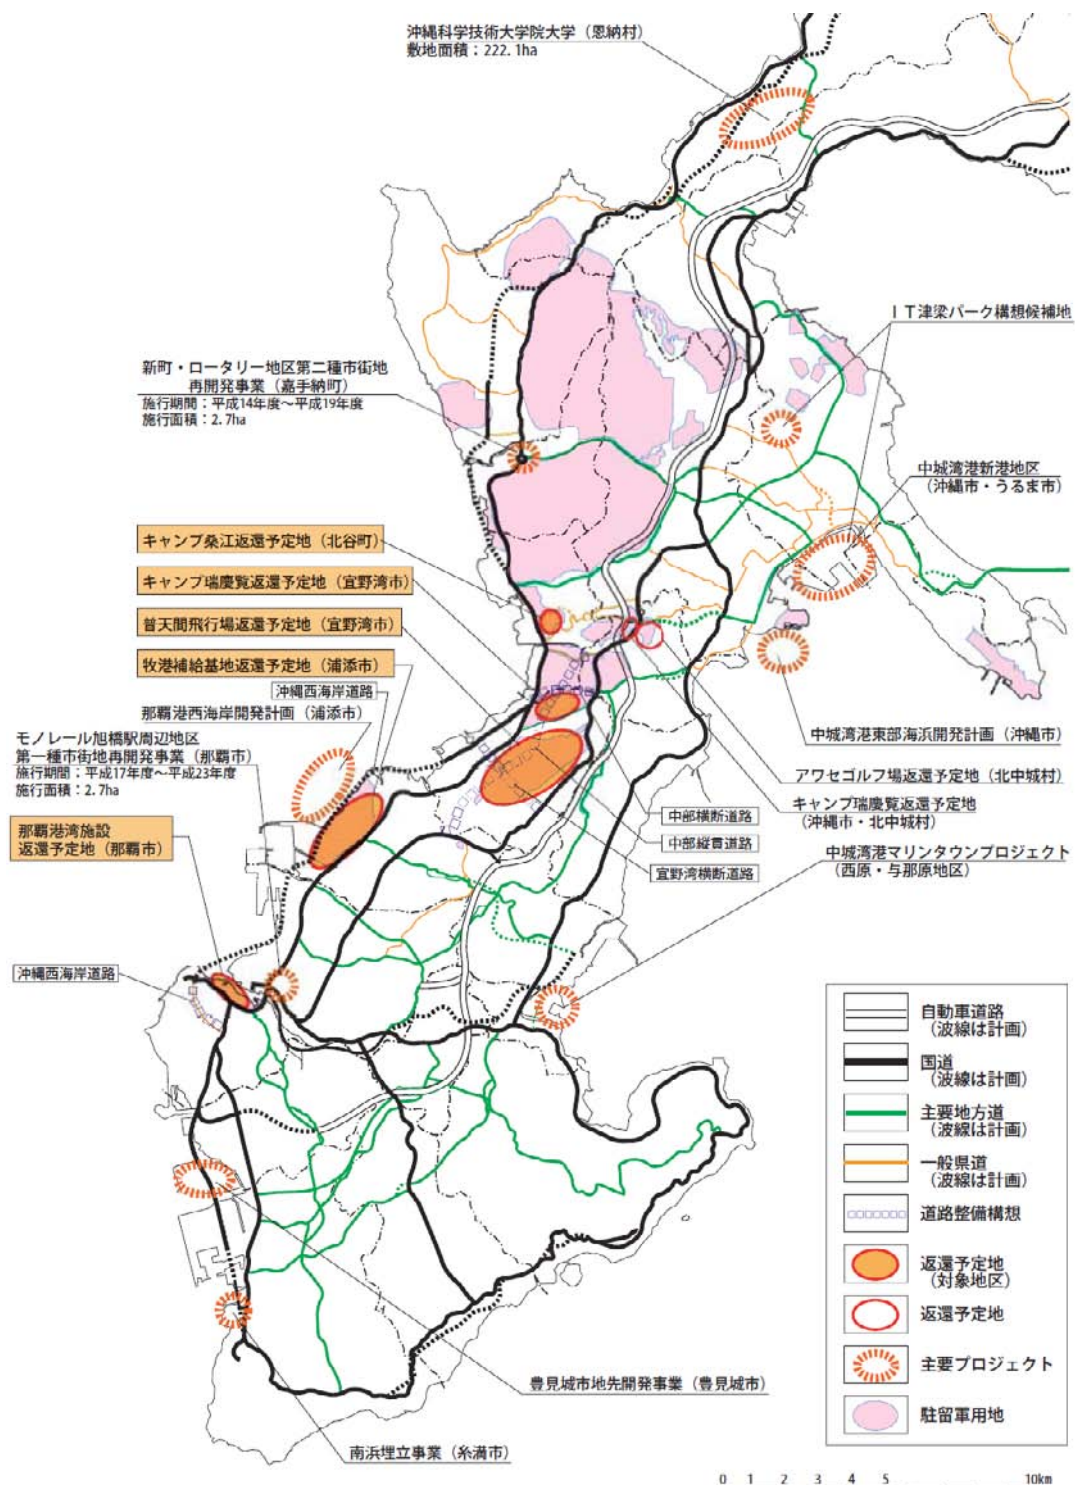 沖縄科学技術大学院大学（恩納村）
敷地面積：222.1ha
ＩＴ津梁パーク構想候補地
新町・ロータリー地区第二種市街地
再開発事業（嘉手納町）
施行期間：平成14年度～平成19年度
施行面積：2.7ha
中城湾港新港地区
（沖縄市・うるま市）
キャンプ桑江返還予定地（北谷町）
キャンプ瑞慶覧返還予定地（宜野湾市）
普天間飛行場返還予定地（宜野湾市）
牧港補給基地返還予定地（浦添市）
沖縄西海岸道路
那覇港西海岸開発計画（浦添市）
モノレール旭橋駅周辺地区
第一種市街地再開発事業（那覇市）
施行期間：平成17年度～平成23年度
施行面積：2.7ha
中城湾港東部海浜開発計画（沖縄市）
アワセゴルフ場返還予定地（北中城村）
キャンプ瑞慶覧返還予定地
（沖縄市・北中城村）
中部横断道路
中部縦貫道路
宜野湾横断道路
那覇港湾施設
返還予定地（那覇市）
中城湾港マリンタウンプロジェクト
（西原・与那原地区）
沖縄西海岸道路
自動車道路
（波線は計画）
国道
（波線は計画）
主要地方道
（波線は計画）
一般県道
（波線は計画）
道路整備構想
返還予定地
（対象地区）
返還予定地
主要プロジェクト
駐留軍用地
豊見城市地先開発事業（豊見城市）
南浜埋立事業（糸満市）
0 1 2 3 4 5 10km